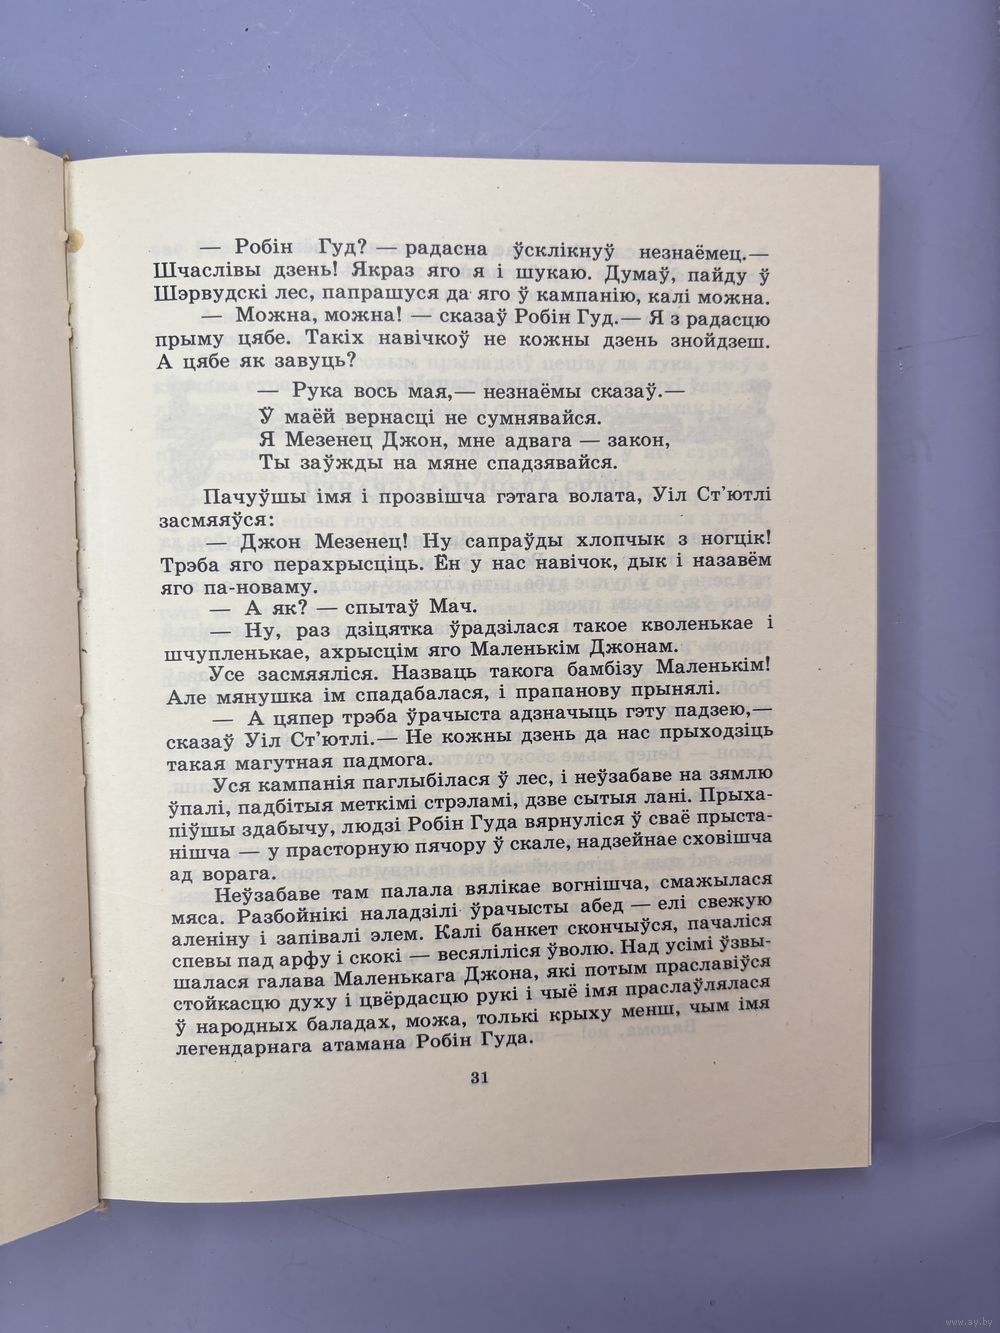 — Робін Гуд? — радасна ўсклікнуў незнаёмец.—
Шчаслівы дзень! Якраз яго я і шукаю. Думаў, пайду ў
Шэрвудскі лес, папрашуся да яго ў кампанію, калі можна.
— Можна, можна! — сказаў Робін Гуд.— Я з радасцю
прыму цябе. Такіх навічкоў не кожны дзень знойдзеш.
А цябе як завуць?
— Рука вось мая,— незнаёмы сказаў.—
Ў маёй вернасці не сумнявайся.
Я Мезенец Джон, мне адвага — закон,
Ты заўжды на мяне спадзявайся.
Пачуўшы імя і прозвішча гэтага волата, Уіл Ст'ютлі
засмяяўся:
— Джон Мезенец! Ну сапраўды хлопчык з ногцік!
Трэба яго перахрысціць. Ён у нас навічок, дык і назавём
яго па-новаму.
— А як? — спытаў Мач.
— Ну, раз дзіцятка ўрадзілася такое кволенькае і
шчупленькае, ахрысцім яго Маленькім Джонам.
Усе засмяяліся. Назваць такога бамбізу Маленькім!
Але мянушка ім спадабалася, і прапанову прынялі.
— А цяпер трэба ўрачыста адзначыць гэту падзею,—
сказаў Уіл Ст'ютлі.— Не кожны дзень да нас прыходзіць
такая магутная падмога.
Уся кампанія паглыбілася ў лес, і неўзабаве на зямлю
ўпалі, падбітыя меткімі стрэламі, дзве сытыя лані. Прыха-
піўшы здабычу, людзі Робін Гуда вярнуліся ў сваё прыста-
нішча — у прасторную пячору ў скале, надзейнае сховішча
ад ворага.
Неўзабаве там палала вялікае вогнішча, смажылася
мяса. Разбойнікі наладзілі ўрачысты абед — елі свежую
аленіну і запівалі элем. Калі банкет скончыўся, пачаліся
спевы пад арфу і скокі — весяліліся ўволю. Над усімі ўзвы-
шалася галава Маленькага Джона, які потым праславіўся
стойкасцю духу і цвёрдасцю рукі і чыё імя праслаўлялася
ў народных баладах, можа, толькі крыху менш, чым імя
легендарнага атамана Робін Гуда.
31
www.ay.by